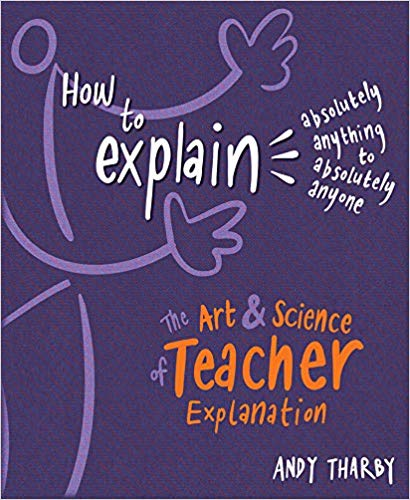 How
to
explain
absolutely
anything
to
absolutely
anyone
The Art & Science
of Teacher
Explanation
ANDY THARBY